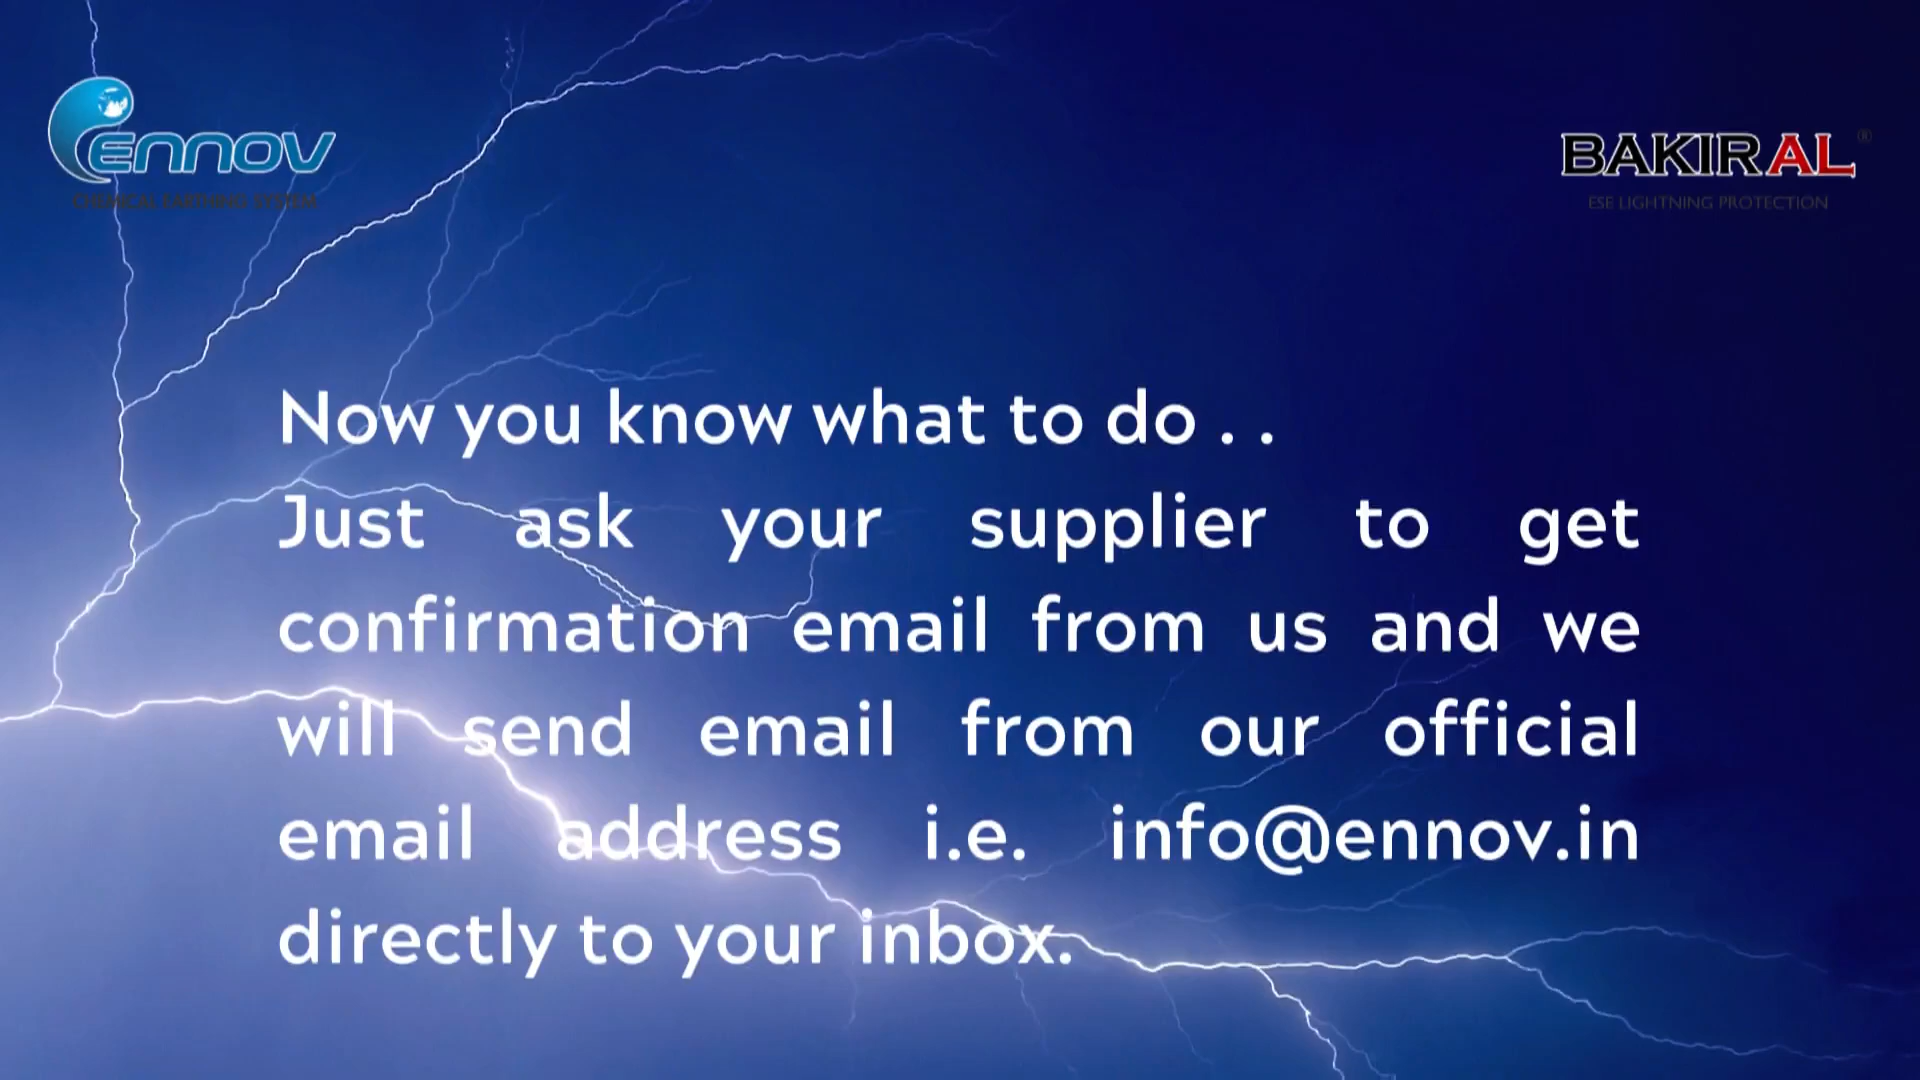 ennov
CHEMICAL EARTHING SYSTEM
BAKIRAL®
ESE LIGHTNING PROTECTION
Now you know what to do . .
Just ask your supplier to get
confirmation email from us and we
will send email from our official
email address i.e. info@ennov.in
directly to your inbox.